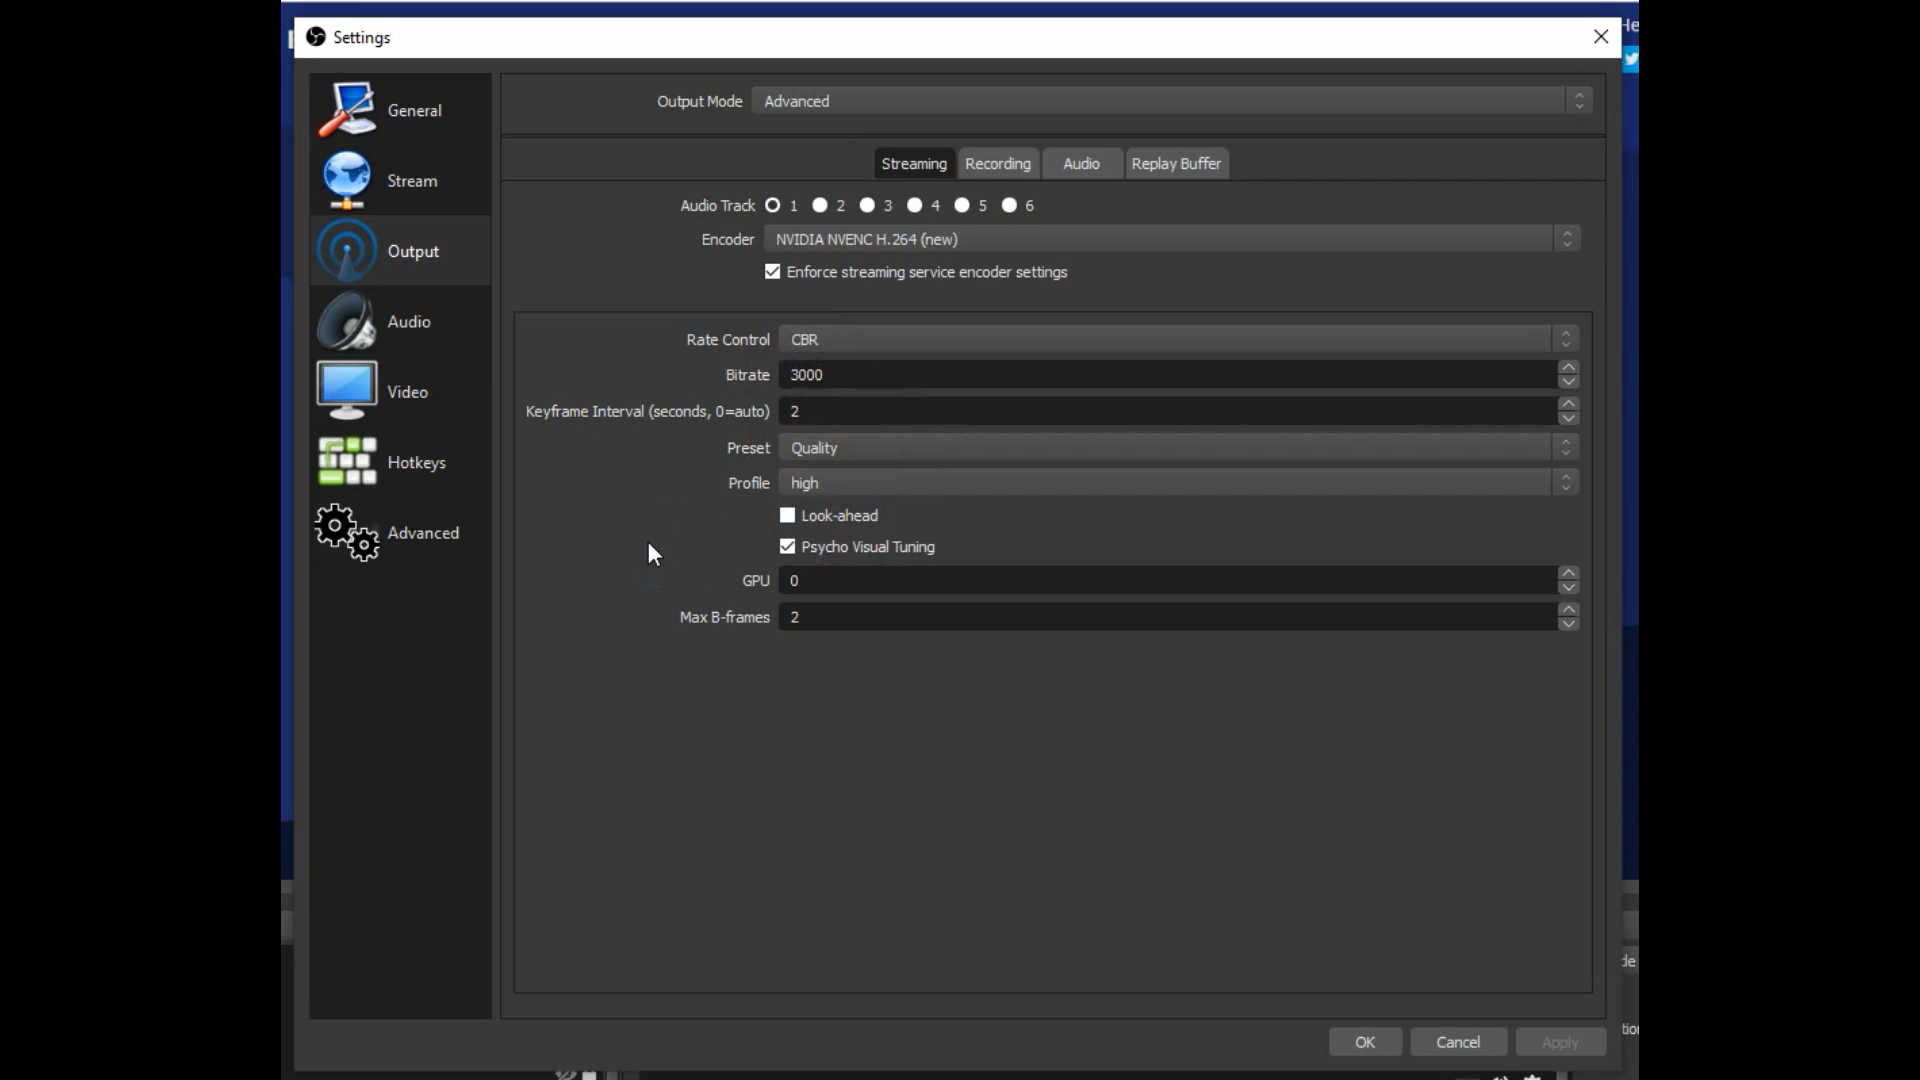 Settings
He
General
Stream
Output
Audio
Video
Hotkeys
Advanced
Output Mode Advanced
Streaming Recording Audio Replay Buffer
Audio Track 1 2 3 4 5 6
Encoder NVIDIA NVENC H.264 (new)
Enforce streaming service encoder settings
Rate Control CBR
Bitrate 3000
Keyframe Interval (seconds, 0=auto) 2
Preset Quality
Profile high
Look-ahead
Psycho Visual Tuning
GPU 0
Max B-frames 2
de
tion
OK Cancel Apply